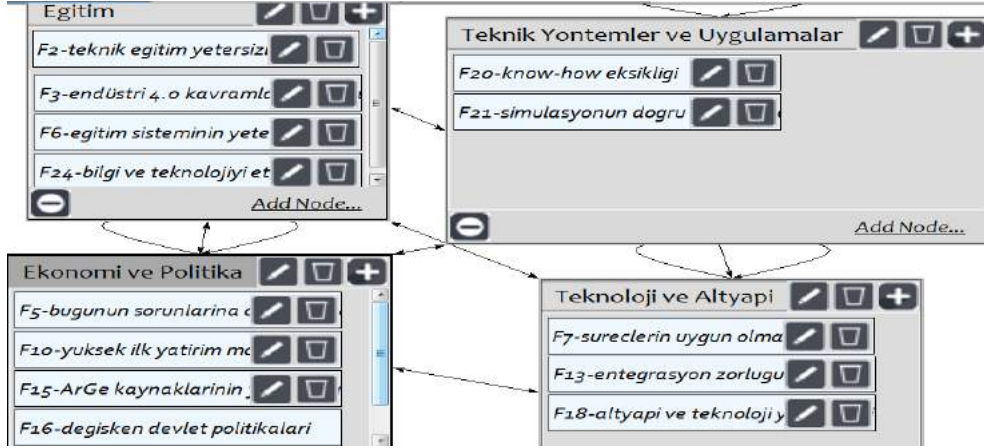 Egitim
F2-teknik egitim yetersizl
F3-endüstri 4.0 kavramlc
F6-egitim sisteminin yete
F24-bilgi ve teknolojiyi et
Add Node...
Teknik Yontemler ve Uygulamalar
F20-know-how eksikligi
F21-simulasyonun dogru
Add Node...
Ekonomi ve Politika
F5-bugunun sorunlarina
F10-yuksek ilk yatirim
F15-ArGe kaynaklarinin
F16-degisken devlet politikalari
Teknoloji ve Altyapi
F7-sureclerin uygun olma
F13-entegrasyon zorlugu
F18-altyapi ve teknoloji y